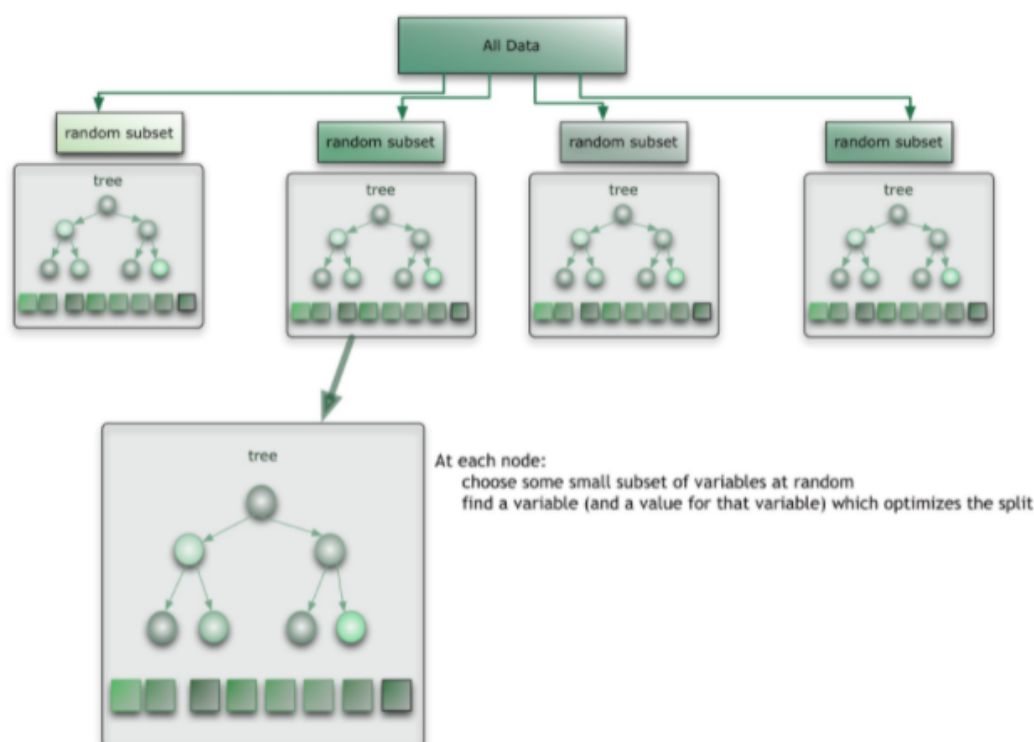 All Data
random subset
random subset
random subset
random subset
tree
tree
tree
tree
tree
At each node:
choose some small subset of variables at random
find a variable (and a value for that variable) which optimizes the split